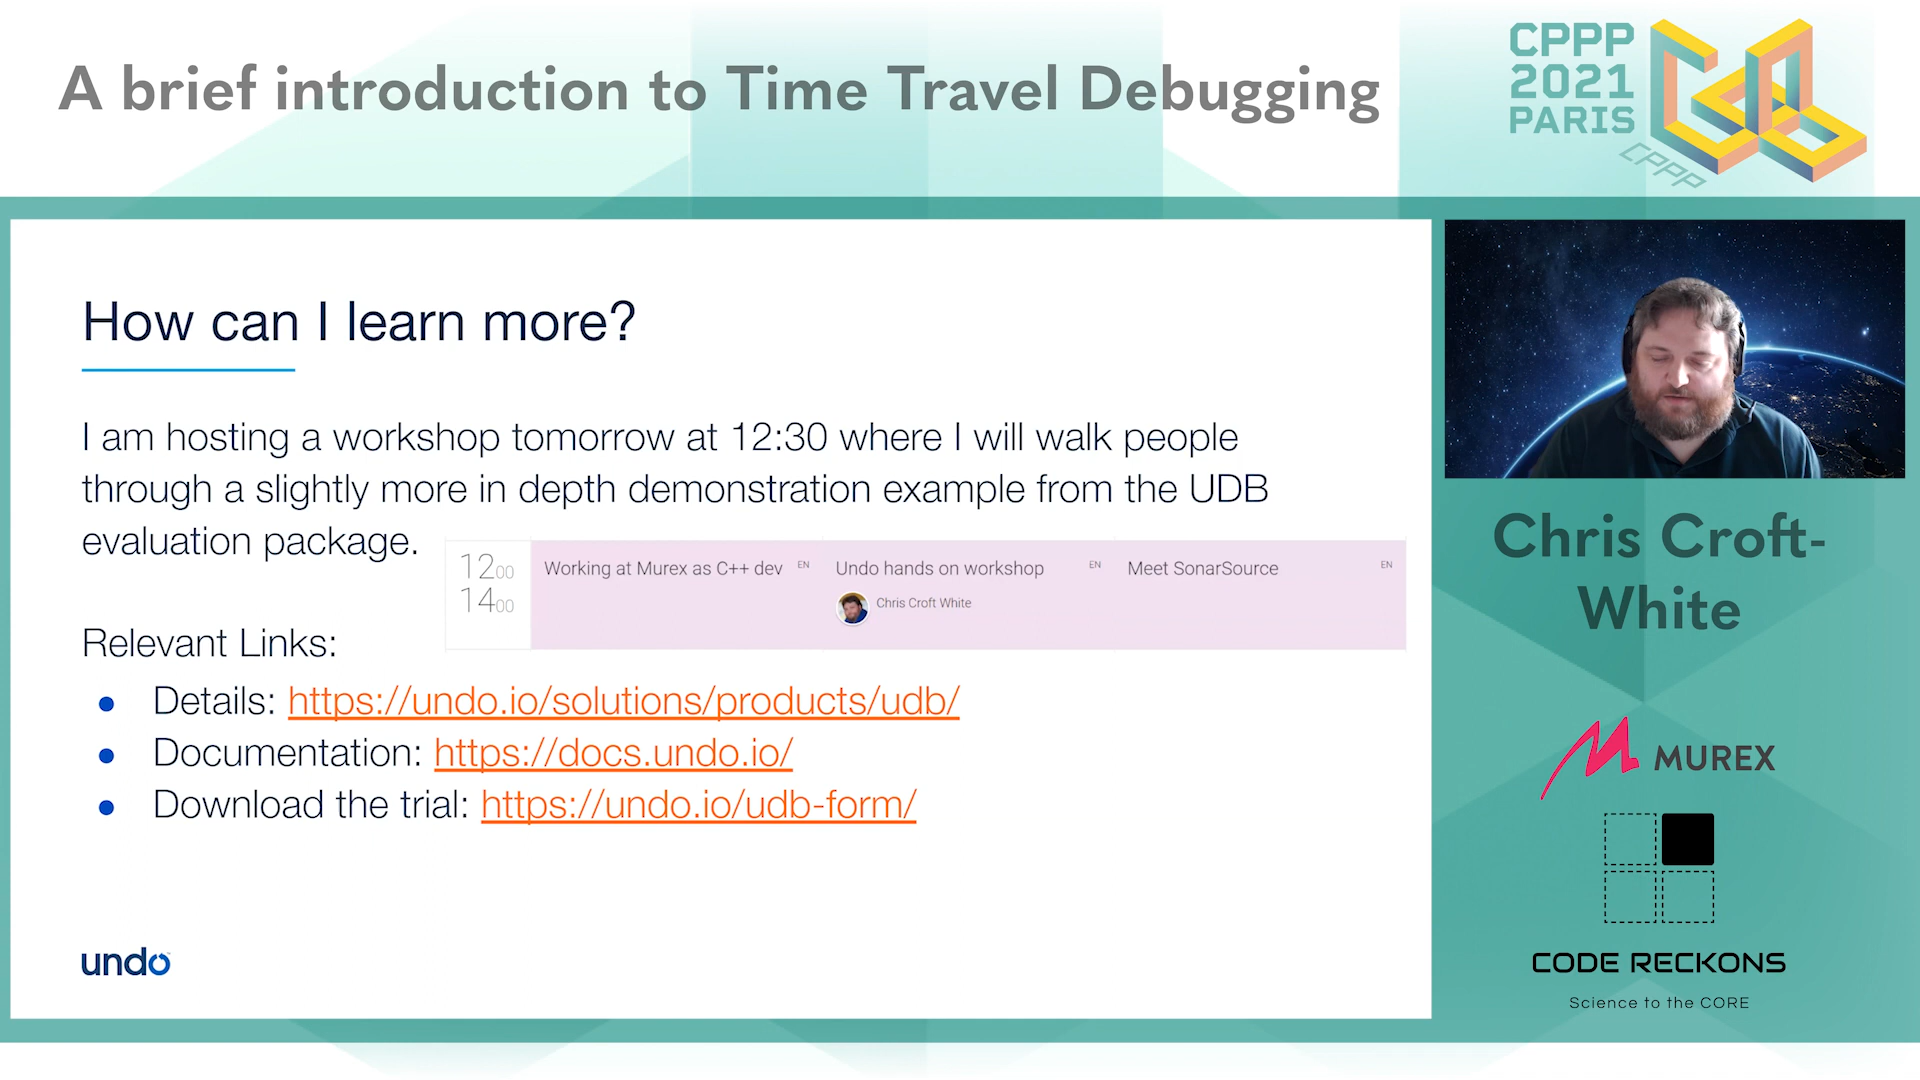 A brief introduction to Time Travel Debugging
CPPP
2021
PARIS
CPPP
How can I learn more?
I am hosting a workshop tomorrow at 12:30 where I will walk people
through a slightly more in depth demonstration example from the UDB
evaluation package.
1200
1400
Working at Murex as C++ dev EN
Undo hands on workshop EN
Chris Croft White
Meet SonarSource EN
Relevant Links:
● Details: https://undo.io/solutions/products/udb/
● Documentation: https://docs.undo.io/
● Download the trial: https://undo.io/udb-form/
undo
Chris Croft-
White
MUREX
CODE RECKONS
Science to the CORE